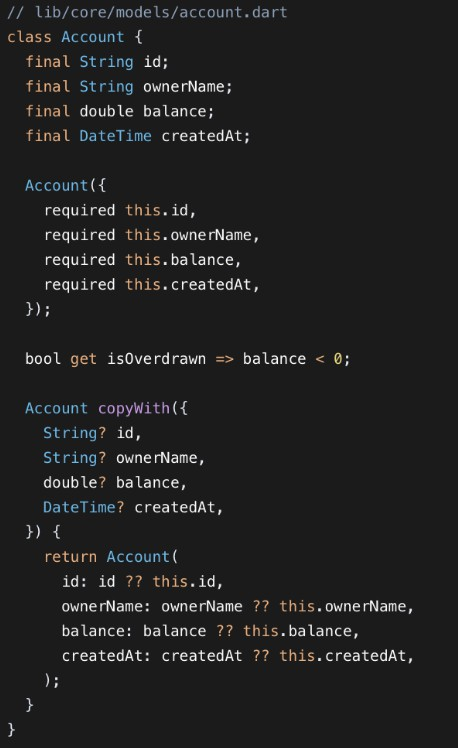 // lib/core/models/account.dart
class Account {
  final String id;
  final String ownerName;
  final double balance;
  final DateTime createdAt;

  Account({
    required this.id,
    required this.ownerName,
    required this.balance,
    required this.createdAt,
  });

  bool get isOverdrawn => balance < 0;

  Account copyWith({
    String? id,
    String? ownerName,
    double? balance,
    DateTime? createdAt,
  }) {
    return Account(
      id: id ?? this.id,
      ownerName: ownerName ?? this.ownerName,
      balance: balance ?? this.balance,
      createdAt: createdAt ?? this.createdAt,
    );
  }
}